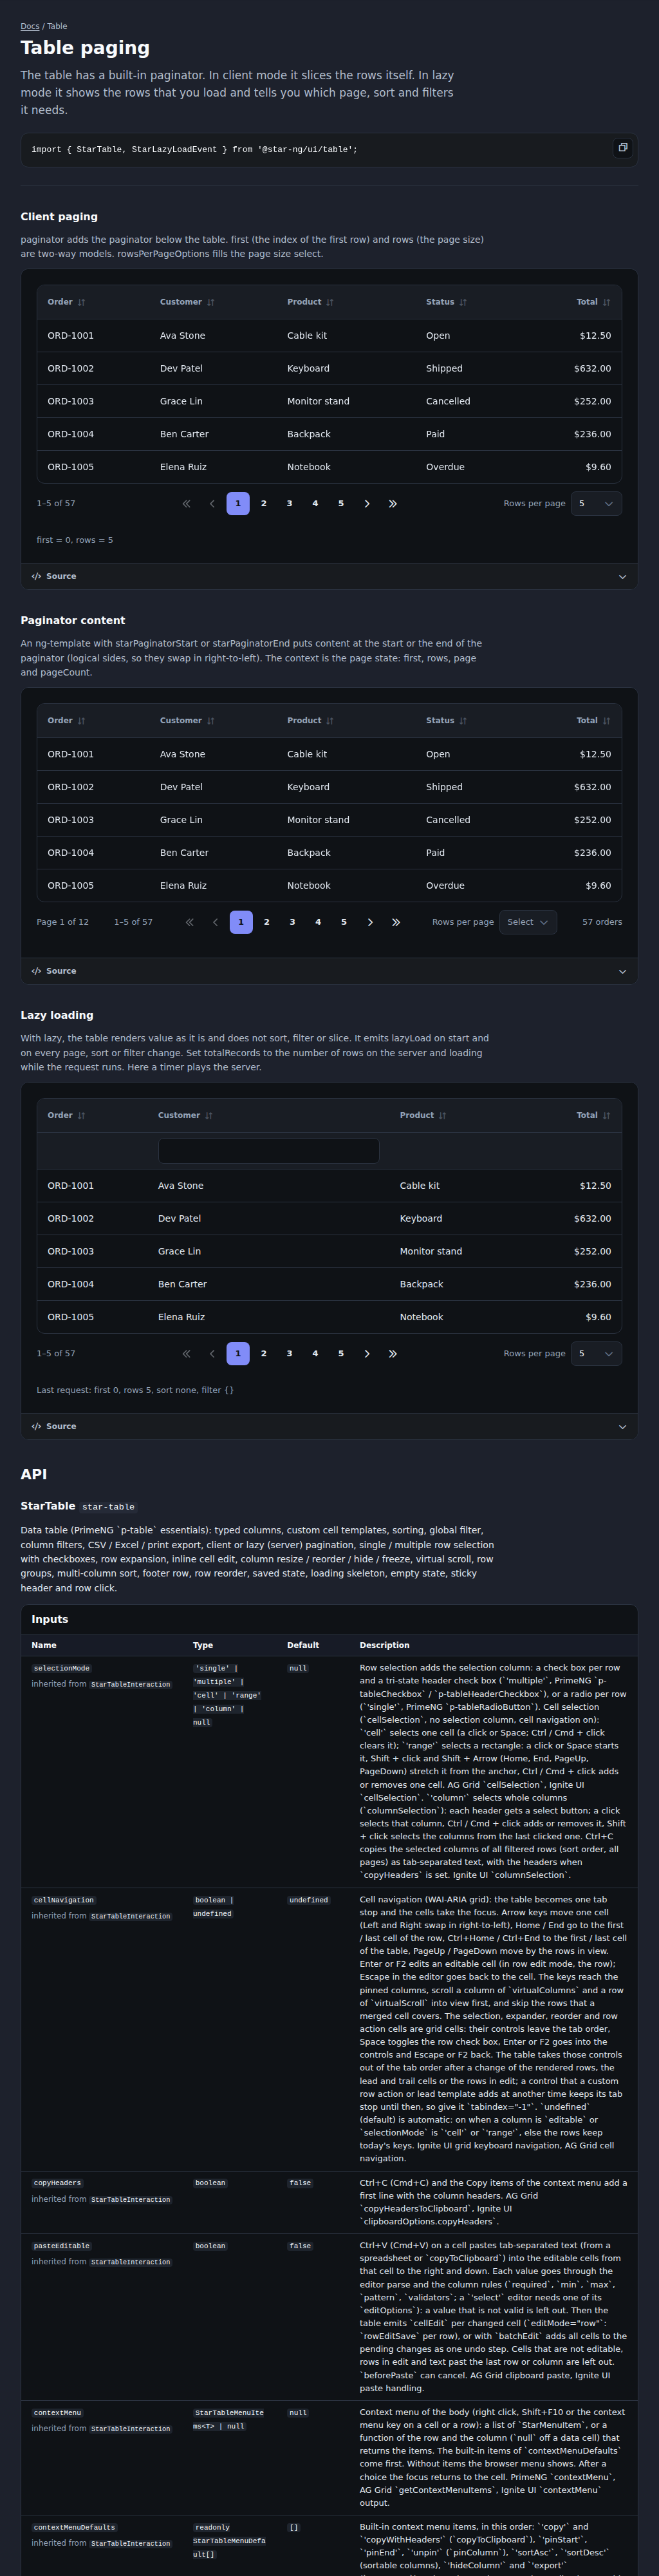 Docs / Table
Table paging
The table has a built-in paginator. In client mode it slices the rows itself. In lazy
mode it shows the rows that you load and tells you which page, sort and filters
it needs.
import { StarTable, StarLazyLoadEvent } from '@star-ng/ui/table';
Client paging
paginator adds the paginator below the table. first (the index of the first row) and rows (the page size)
are two-way models. rowsPerPageOptions fills the page size select.
Order Customer Product Status Total
ORD-1001 Ava Stone Cable kit Open $12.50
ORD-1002 Dev Patel Keyboard Shipped $632.00
ORD-1003 Grace Lin Monitor stand Cancelled $252.00
ORD-1004 Ben Carter Backpack Paid $236.00
ORD-1005 Elena Ruiz Notebook Overdue $9.60
1–5 of 57 1 2 3 4 5 Rows per page 5
first = 0, rows = 5
Source
Paginator content
An ng-template with starPaginatorStart or starPaginatorEnd puts content at the start or the end of the
paginator (logical sides, so they swap in right-to-left). The context is the page state: first, rows, page
and pageCount.
Order Customer Product Status Total
ORD-1001 Ava Stone Cable kit Open $12.50
ORD-1002 Dev Patel Keyboard Shipped $632.00
ORD-1003 Grace Lin Monitor stand Cancelled $252.00
ORD-1004 Ben Carter Backpack Paid $236.00
ORD-1005 Elena Ruiz Notebook Overdue $9.60
Page 1 of 12 1–5 of 57 1 2 3 4 5 Rows per page Select 57 orders
Source
Lazy loading
With lazy, the table renders value as it is and does not sort, filter or slice. It emits lazyLoad on start and
on every page, sort or filter change. Set totalRecords to the number of rows on the server and loading
while the request runs. Here a timer plays the server.
Order Customer Product Total
ORD-1001 Ava Stone Cable kit $12.50
ORD-1002 Dev Patel Keyboard $632.00
ORD-1003 Grace Lin Monitor stand $252.00
ORD-1004 Ben Carter Backpack $236.00
ORD-1005 Elena Ruiz Notebook $9.60
1–5 of 57 1 2 3 4 5 Rows per page 5
Last request: first 0, rows 5, sort none, filter {}
Source
API
StarTable star-table
Data table (PrimeNG `p-table` essentials): typed columns, custom cell templates, sorting, global filter,
column filters, CSV / Excel / print export, client or lazy (server) pagination, single / multiple row selection
with checkboxes, row expansion, inline cell edit, column resize / reorder / hide / freeze, virtual scroll, row
groups, multi-column sort, footer row, row reorder, saved state, loading skeleton, empty state, sticky
header and row click.
Inputs
Name Type Default Description
selectionMode
inherited from StarTableInteraction
'single' |
'multiple' |
'cell' | 'range'
| 'column' |
null
null
Row selection adds the selection column: a check box per row
and a tri-state header check box (`'multiple'`, PrimeNG `p-
tableCheckbox` / `p-tableHeaderCheckbox`), or a radio per row
(`'single'`, PrimeNG `p-tableRadioButton`). Cell selection
(`cellSelection`, no selection column, cell navigation on):
`'cell'` selects one cell (a click or Space; Ctrl / Cmd + click
clears it); `'range'` selects a rectangle: a click or Space starts
it, Shift + click and Shift + Arrow (Home, End, PageUp,
PageDown) stretch it from the anchor, Ctrl / Cmd + click adds
or removes one cell. AG Grid `cellSelection`, Ignite UI
`cellSelection`. `'column'` selects whole columns
(`columnSelection`): each header gets a select button; a click
selects that column, Ctrl / Cmd + click adds or removes it, Shift
+ click selects the columns from the last clicked one. Ctrl+C
copies the selected columns of all filtered rows (sort order, all
pages) as tab-separated text, with the headers when
`copyHeaders` is set. Ignite UI `columnSelection`.
cellNavigation
inherited from StarTableInteraction
boolean |
undefined
undefined
Cell navigation (WAI-ARIA grid): the table becomes one tab
stop and the cells take the focus. Arrow keys move one cell
(Left and Right swap in right-to-left), Home / End go to the first
/ last cell of the row, Ctrl+Home / Ctrl+End to the first / last cell
of the table, PageUp / PageDown move by the rows in view.
Enter or F2 edits an editable cell (in row edit mode, the row);
Escape in the editor goes back to the cell. The keys reach the
pinned columns, scroll a column of `virtualColumns` and a row
of `virtualScroll` into view first, and skip the rows that a
merged cell covers. The selection, expander, reorder and row
action cells are grid cells: their controls leave the tab order,
Space toggles the row check box, Enter or F2 goes into the
controls and Escape or F2 back. The table takes those controls
out of the tab order after a change of the rendered rows, the
lead and trail cells or the rows in edit; a control that a custom
row action or lead template adds at another time keeps its tab
stop until then, so give it `tabindex="-1"`. `undefined`
(default) is automatic: on when a column is `editable` or
`selectionMode` is `'cell'` or `'range'`, else the rows keep
today's keys. Ignite UI grid keyboard navigation, AG Grid cell
navigation.
copyHeaders
inherited from StarTableInteraction
boolean
false
Ctrl+C (Cmd+C) and the Copy items of the context menu add a
first line with the column headers. AG Grid
`copyHeadersToClipboard`, Ignite UI
`clipboardOptions.copyHeaders`.
pasteEditable
inherited from StarTableInteraction
boolean
false
Ctrl+V (Cmd+V) on a cell pastes tab-separated text (from a
spreadsheet or `copyToClipboard`) into the editable cells from
that cell to the right and down. Each value goes through the
editor parse and the column rules (`required`, `min`, `max`,
`pattern`, `validators`; a `'select'` editor needs one of its
`editOptions`): a value that is not valid is left out. Then the
table emits `cellEdit` per changed cell (`editMode="row"`:
`rowEditSave` per row), or with `batchEdit` adds all cells to the
pending changes as one undo step. Cells that are not editable,
rows in edit and text past the last row or column are left out.
`beforePaste` can cancel. AG Grid clipboard paste, Ignite UI
paste handling.
contextMenu
inherited from StarTableInteraction
StarTableMenuIte
ms<T> | null
null
Context menu of the body (right click, Shift+F10 or the context
menu key on a cell or a row): a list of `StarMenuItem`, or a
function of the row and the column (`null` off a data cell) that
returns the items. The built-in items of `contextMenuDefaults`
come first. Without items the browser menu shows. After a
choice the focus returns to the cell. PrimeNG `contextMenu`,
AG Grid `getContextMenuItems`, Ignite UI `contextMenu`
output.
contextMenuDefaults
inherited from StarTableInteraction
readonly
StarTableMenuDefa
ult[]
[]
Built-in context menu items, in this order: `'copy'` and
`'copyWithHeaders'` (`copyToClipboard`), `'pinStart'`,
`'pinEnd'`, `'unpin'` (`pinColumn`), `'sortAsc'`, `'sortDesc'`
(sortable columns), `'hideColumn'` and `'export'`